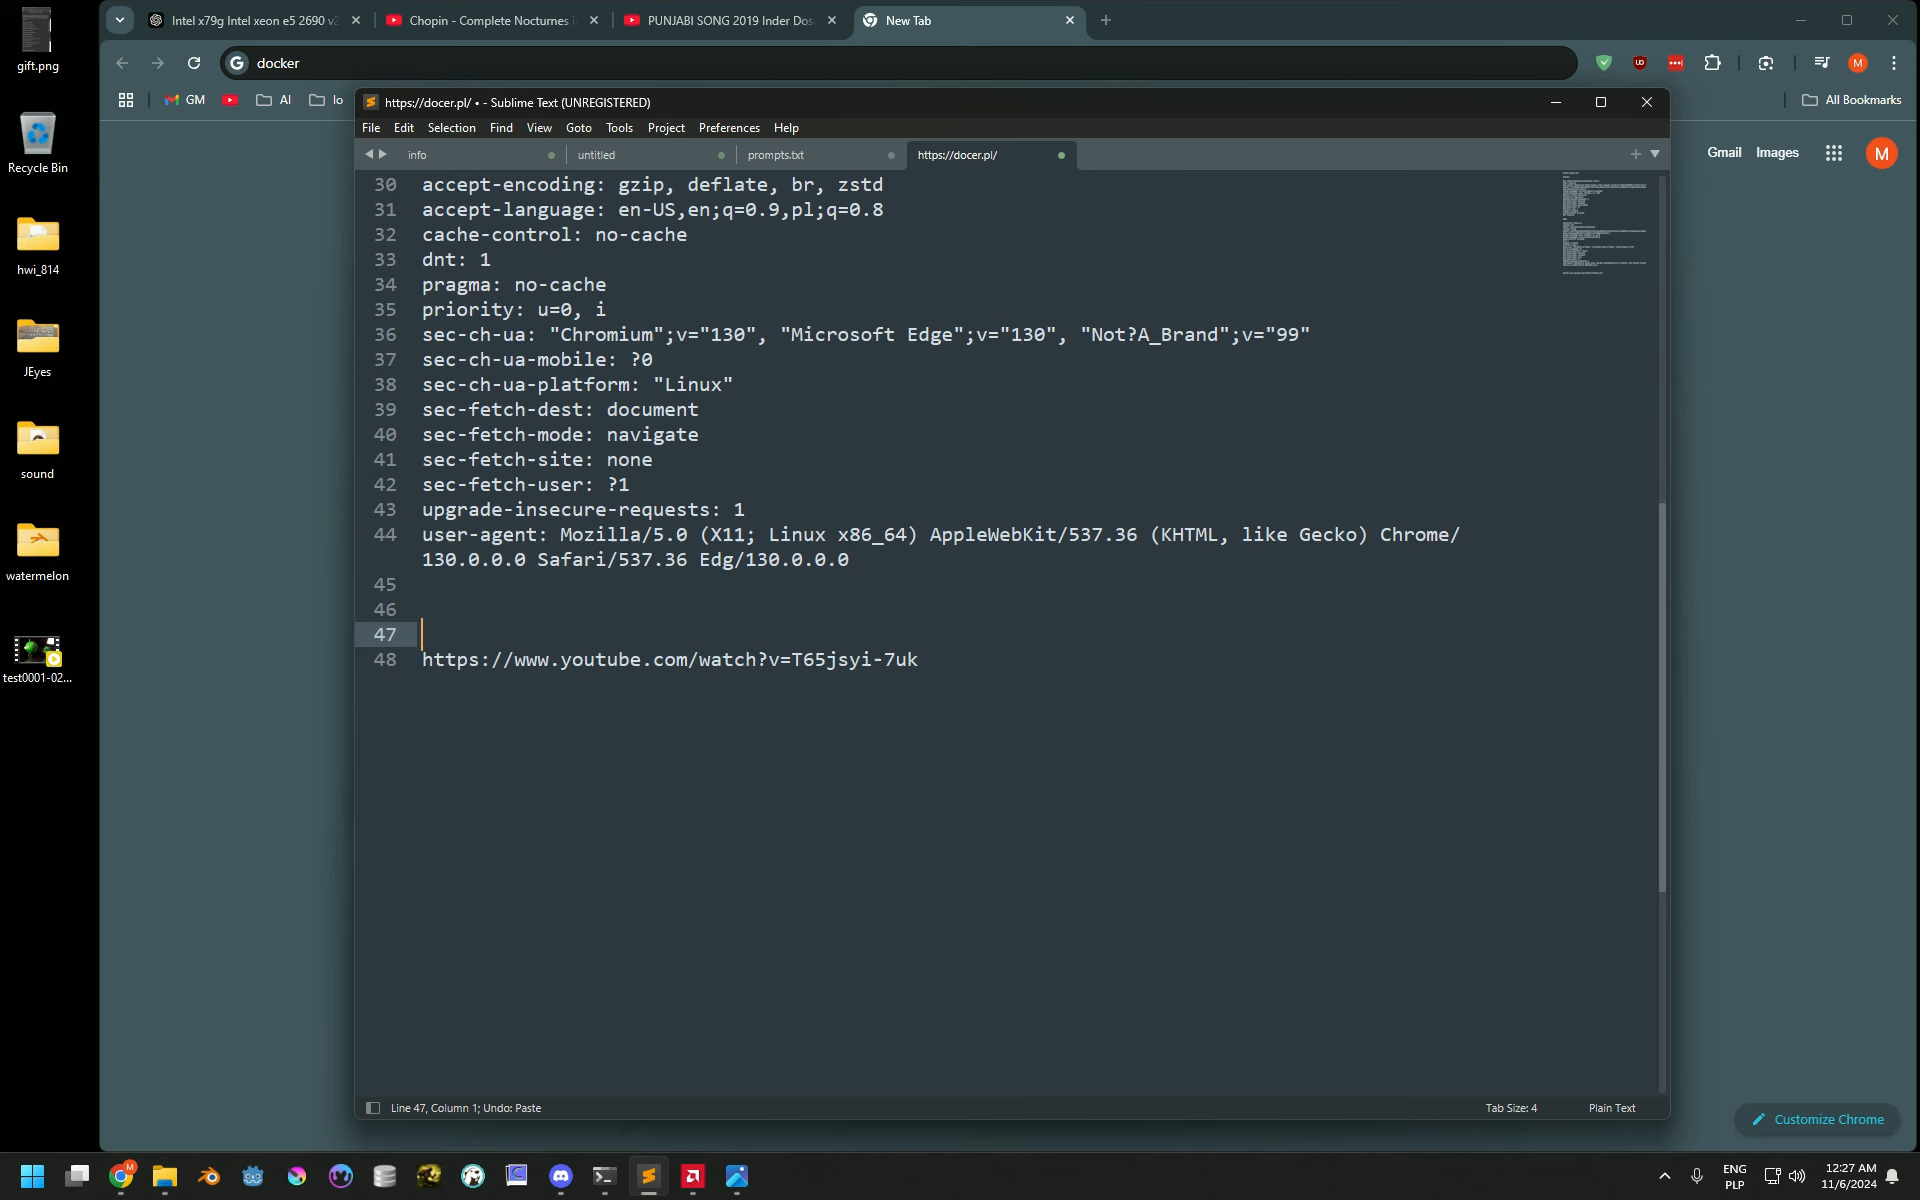 gift.png
Recycle Bin
hwi_814
JEyes
sound
watermelon
test0001-02...
Intel x79g Intel xeon e5 2690 v2
Chopin - Complete Nocturnes i
PUNJABI SONG 2019 Inder Dos
New Tab
docker
GM
AI
Io
All Bookmarks
Gmail
Images
M
https://docer.pl/ • - Sublime Text (UNREGISTERED)
File Edit Selection Find View Goto Tools Project Preferences Help
info
untitled
prompts.txt
https://docer.pl/
30 accept-encoding: gzip, deflate, br, zstd
31 accept-language: en-US,en;q=0.9,pl;q=0.8
32 cache-control: no-cache
33 dnt: 1
34 pragma: no-cache
35 priority: u=0, i
36 sec-ch-ua: "Chromium";v="130", "Microsoft Edge";v="130", "Not?A_Brand";v="99"
37 sec-ch-ua-mobile: ?0
38 sec-ch-ua-platform: "Linux"
39 sec-fetch-dest: document
40 sec-fetch-mode: navigate
41 sec-fetch-site: none
42 sec-fetch-user: ?1
43 upgrade-insecure-requests: 1
44 user-agent: Mozilla/5.0 (X11; Linux x86_64) AppleWebKit/537.36 (KHTML, like Gecko) Chrome/
130.0.0.0 Safari/537.36 Edg/130.0.0.0
45
46
47
48 https://www.youtube.com/watch?v=T65jsyi-7uk
Line 47, Column 1; Undo: Paste
Tab Size: 4
Plain Text
Customize Chrome
ENG
PLP
12:27 AM
11/6/2024